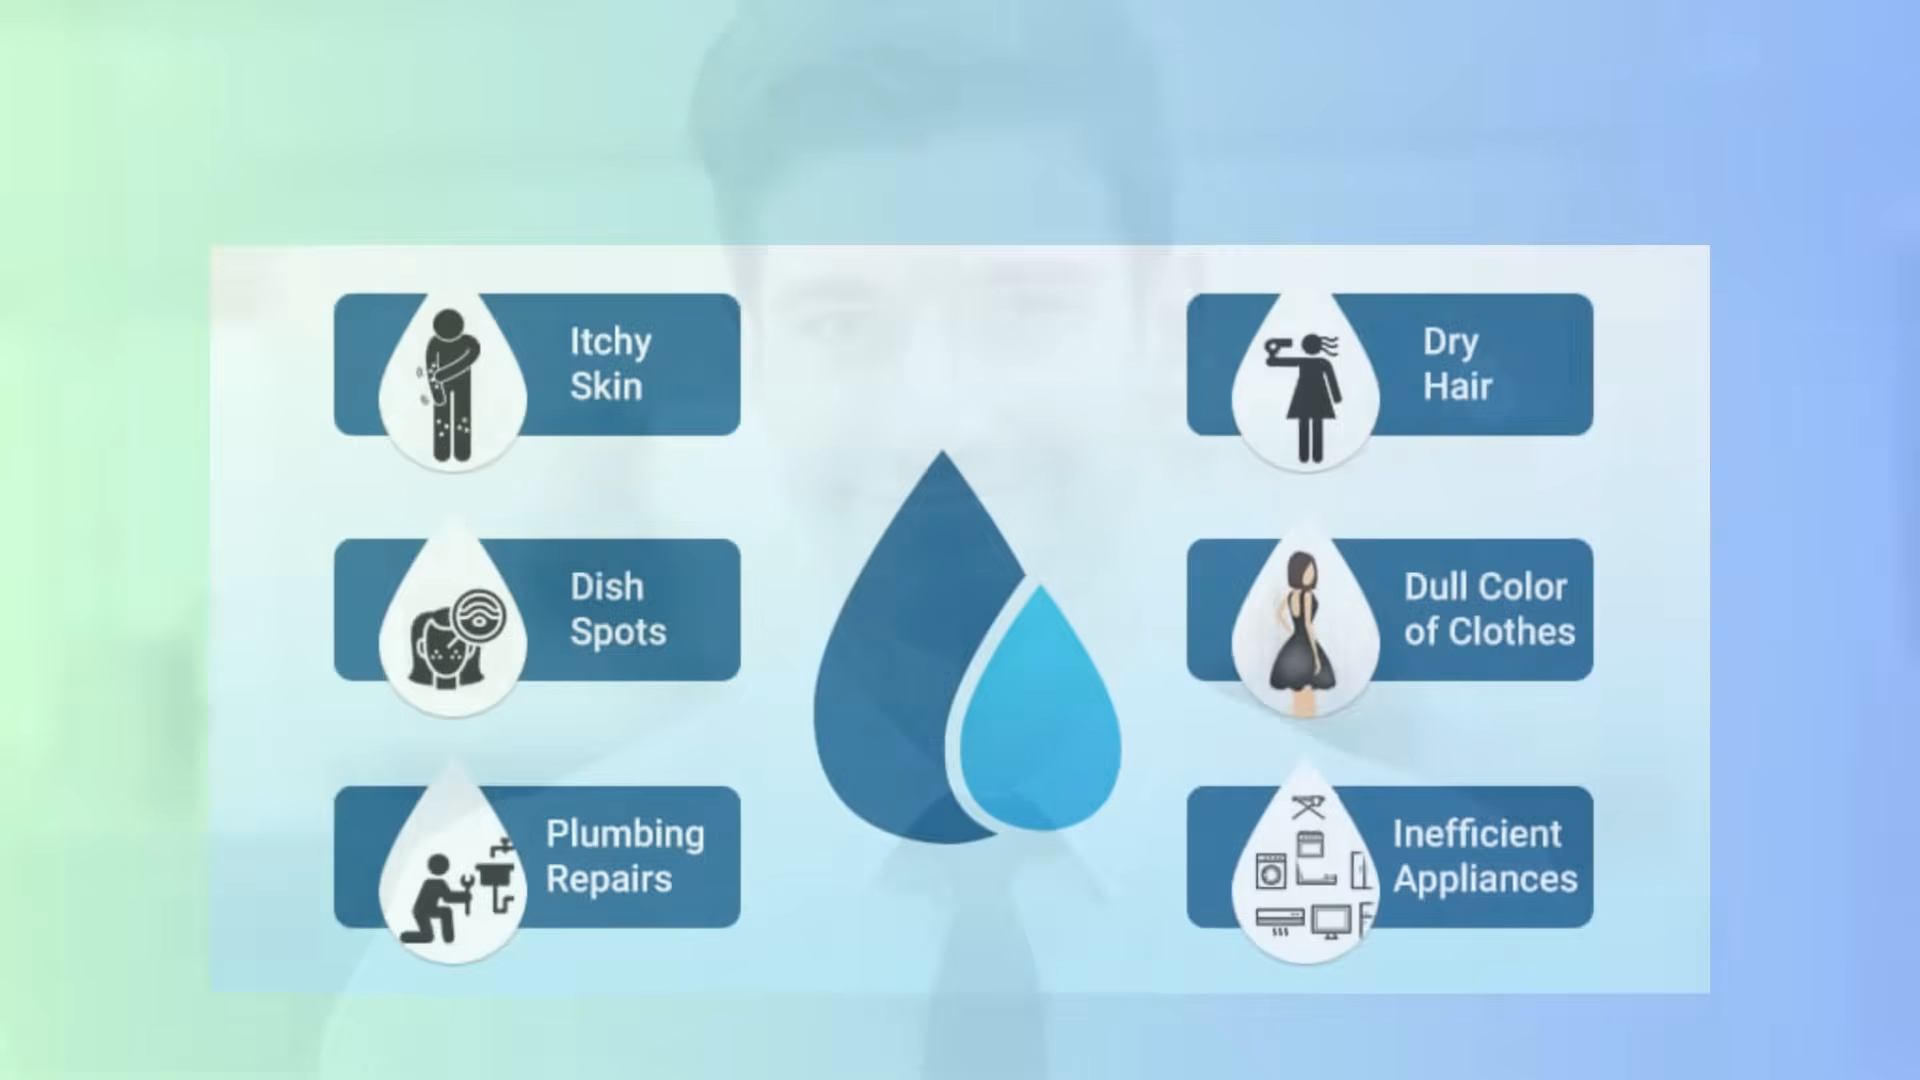 Itchy
Skin
Dry
Hair
Dish
Spots
Dull Color
of Clothes
Plumbing
Repairs
Inefficient
Appliances